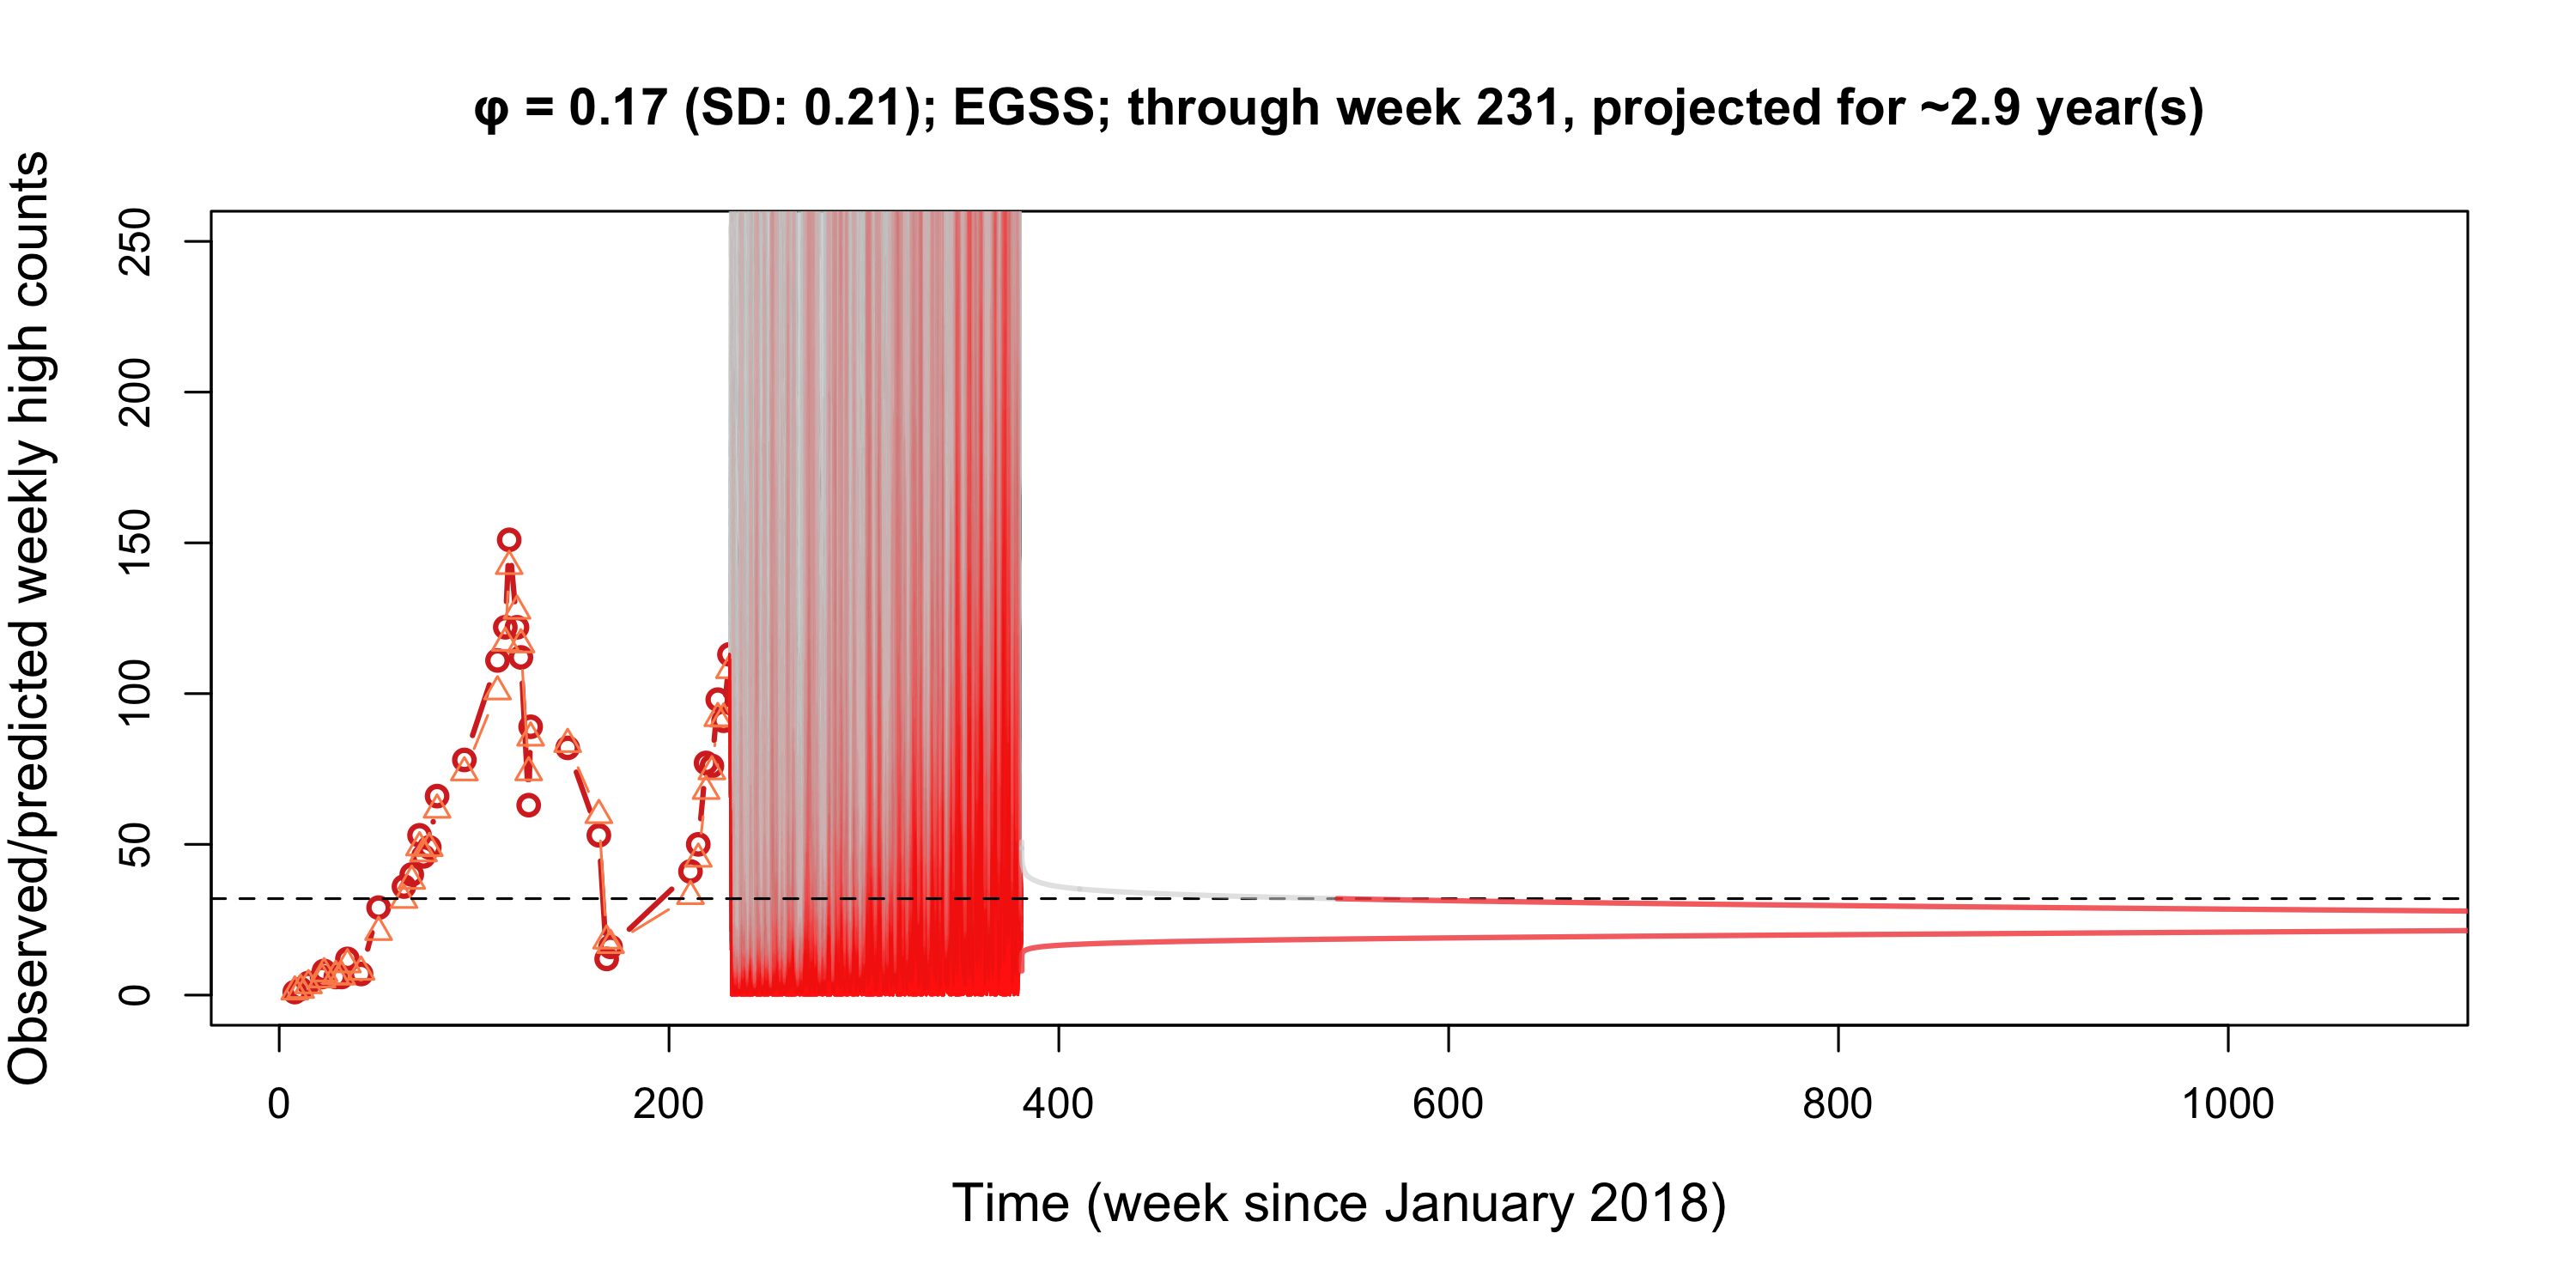 φ = 0.17 (SD: 0.21); EGSS; through week 231, projected for ~2.9 year(s)
Observed/predicted weekly high counts
250
200
150
100
50
0
0 200 400 600 800 1000
Time (week since January 2018)